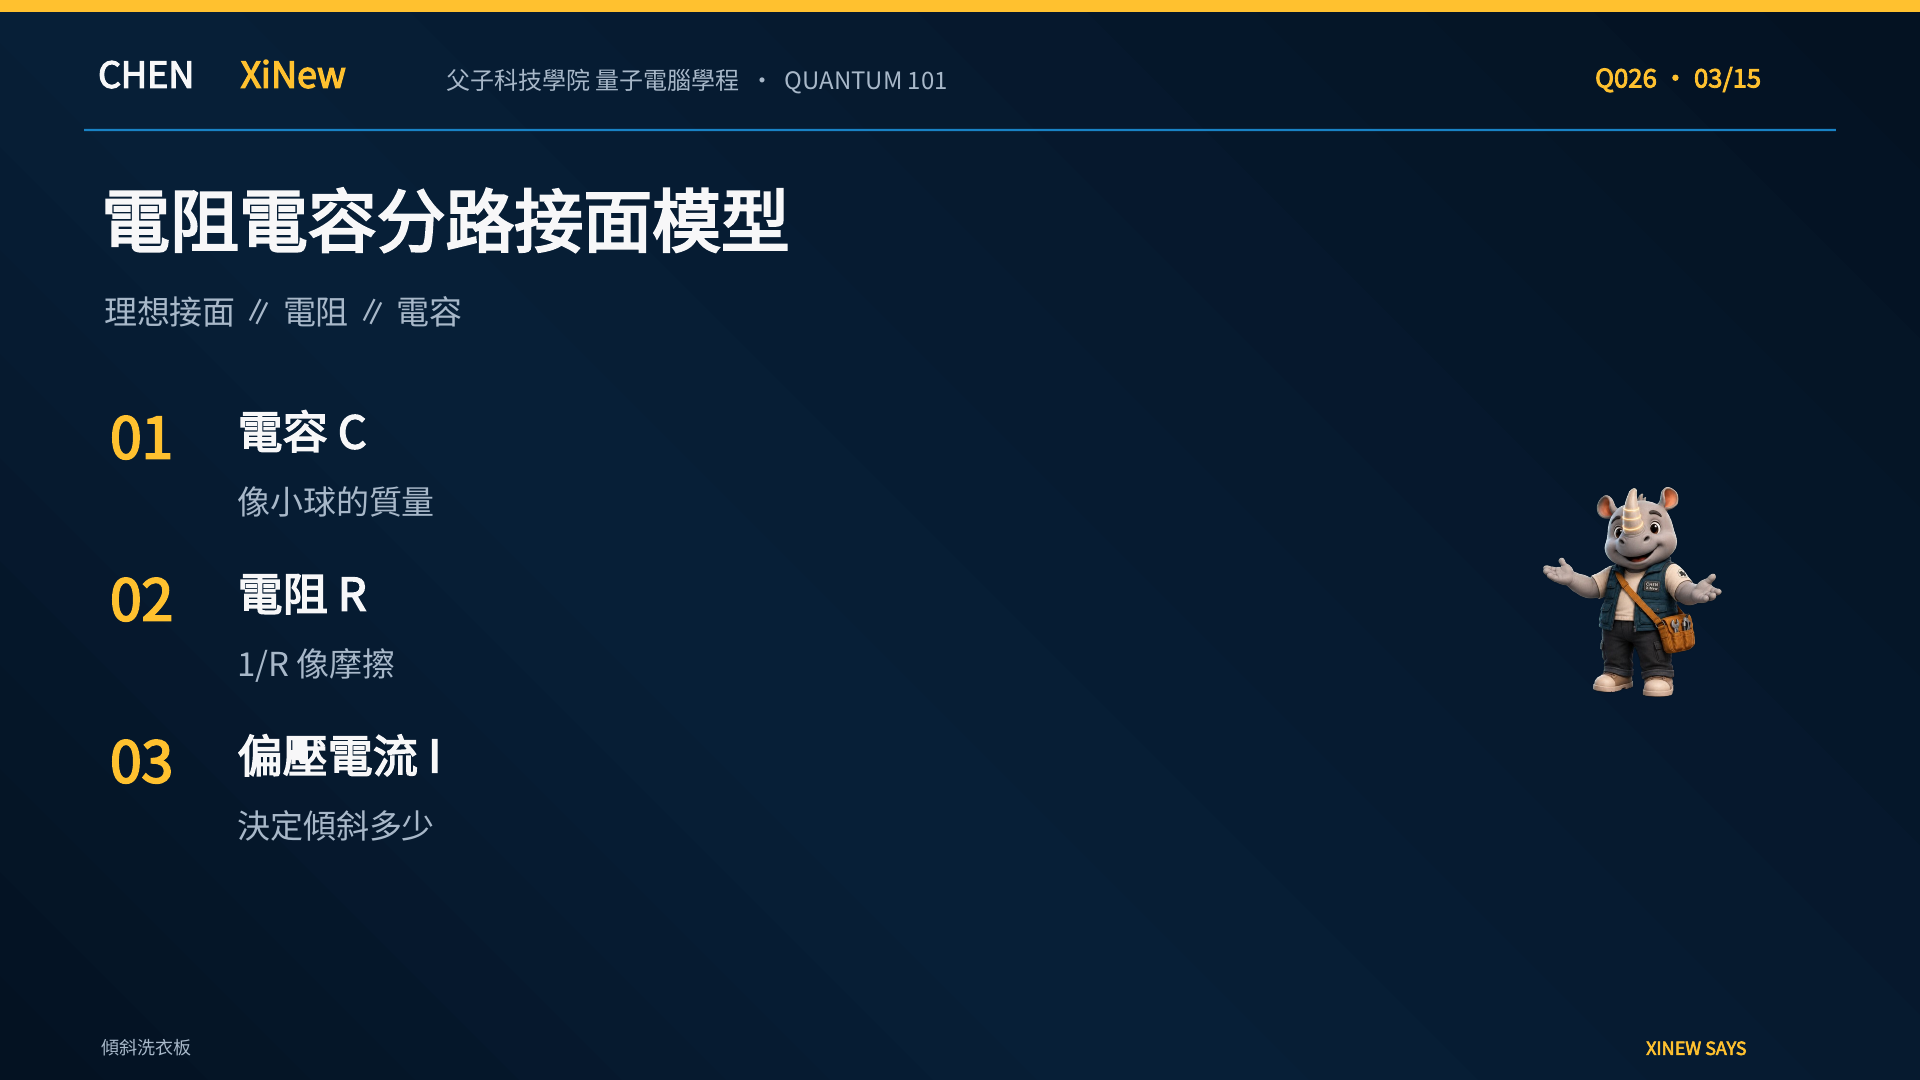 CHEN XiNew 父子科技學院 量子電腦學程 • QUANTUM 101 Q026 • 03/15
電阻電容分路接面模型
理想接面 // 電阻 // 電容
01 電容 C
像小球的質量
02 電阻 R
1/R 像摩擦
03 偏壓電流 I
決定傾斜多少
傾斜洗衣板 XINEW SAYS